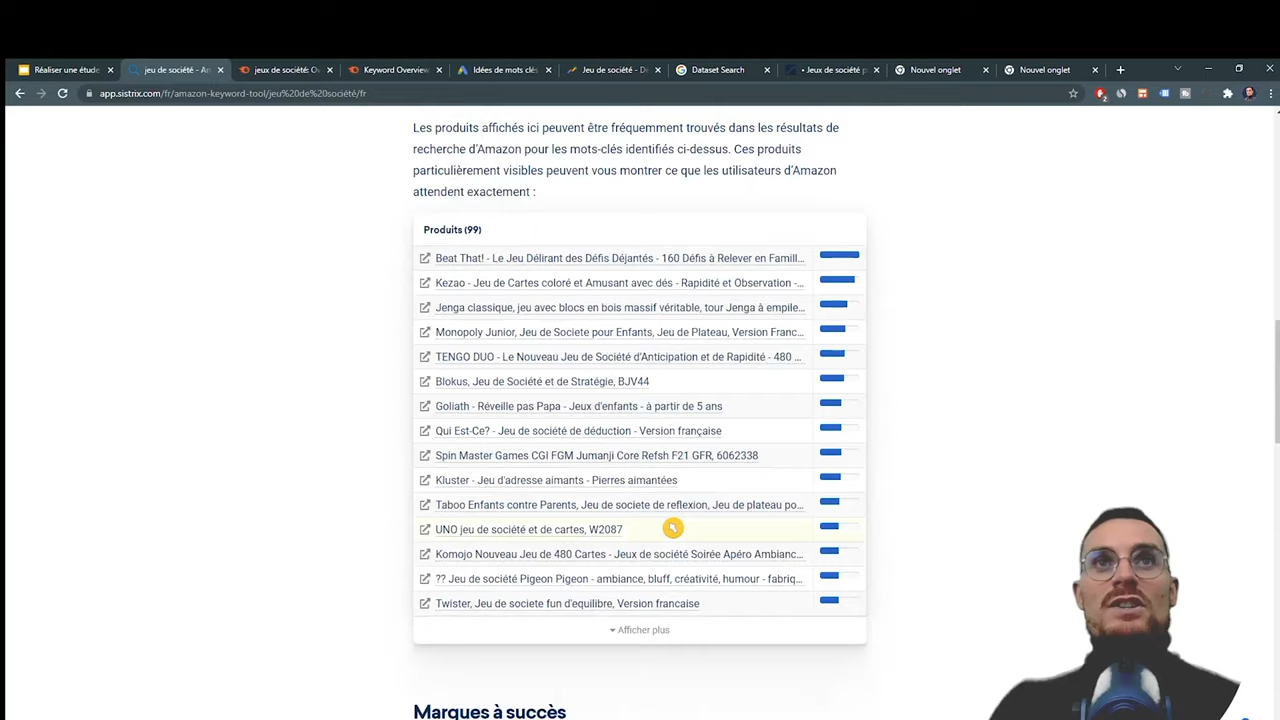 Réaliser une étude
jeu de société - Am
jeux de société: Ov
Keyword Overview
Idées de mots clés
Jeu de société - Dé
Dataset Search
• Jeux de société p
Nouvel onglet
Nouvel onglet
app.sistrix.com/fr/amazon-keyword-tool/jeu%20de%20société/fr
Les produits affichés ici peuvent être fréquemment trouvés dans les résultats de
recherche d'Amazon pour les mots-clés identifiés ci-dessus. Ces produits
particulièrement visibles peuvent vous montrer ce que les utilisateurs d'Amazon
attendent exactement :
Produits (99)
Beat That! - Le Jeu Délirant des Défis Déjantés - 160 Défis à Relever en Famill...
Kezao - Jeu de Cartes coloré et Amusant avec dés - Rapidité et Observation -...
Jenga classique, jeu avec blocs en bois massif véritable, tour Jenga à empile...
Monopoly Junior, Jeu de Societe pour Enfants, Jeu de Plateau, Version Franc...
TENGO DUO - Le Nouveau Jeu de Société d'Anticipation et de Rapidité - 480 ...
Blokus, Jeu de Société et de Stratégie, BJV44
Goliath - Réveille pas Papa - Jeux d'enfants - à partir de 5 ans
Qui Est-Ce? - Jeu de société de déduction - Version française
Spin Master Games CGI FGM Jumanji Core Refsh F21 GFR, 6062338
Kluster - Jeu d'adresse aimants - Pierres aimantées
Taboo Enfants contre Parents, Jeu de societe de reflexion, Jeu de plateau po...
UNO jeu de société et de cartes, W2087
Komojo Nouveau Jeu de 480 Cartes - Jeux de société Soirée Apéro Ambianc...
?? Jeu de société Pigeon Pigeon - ambiance, bluff, créativité, humour - fabriq...
Twister, Jeu de societe fun d'equilibre, Version francaise
Afficher plus
Marques à succès